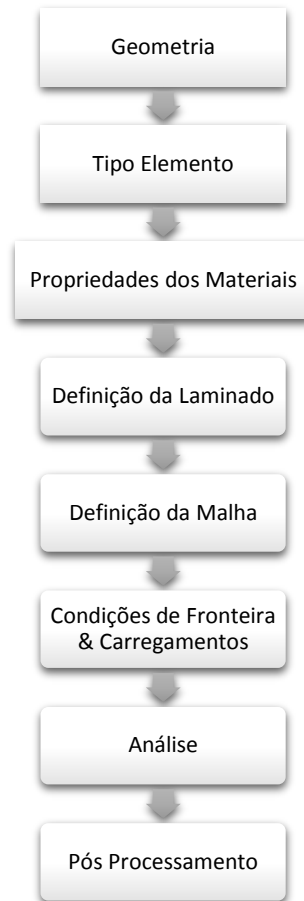 Geometria
Tipo Elemento
Propriedades dos Materiais
Definição da Laminado
Definição da Malha
Condições de Fronteira
& Carregamentos
Análise
Pós Processamento